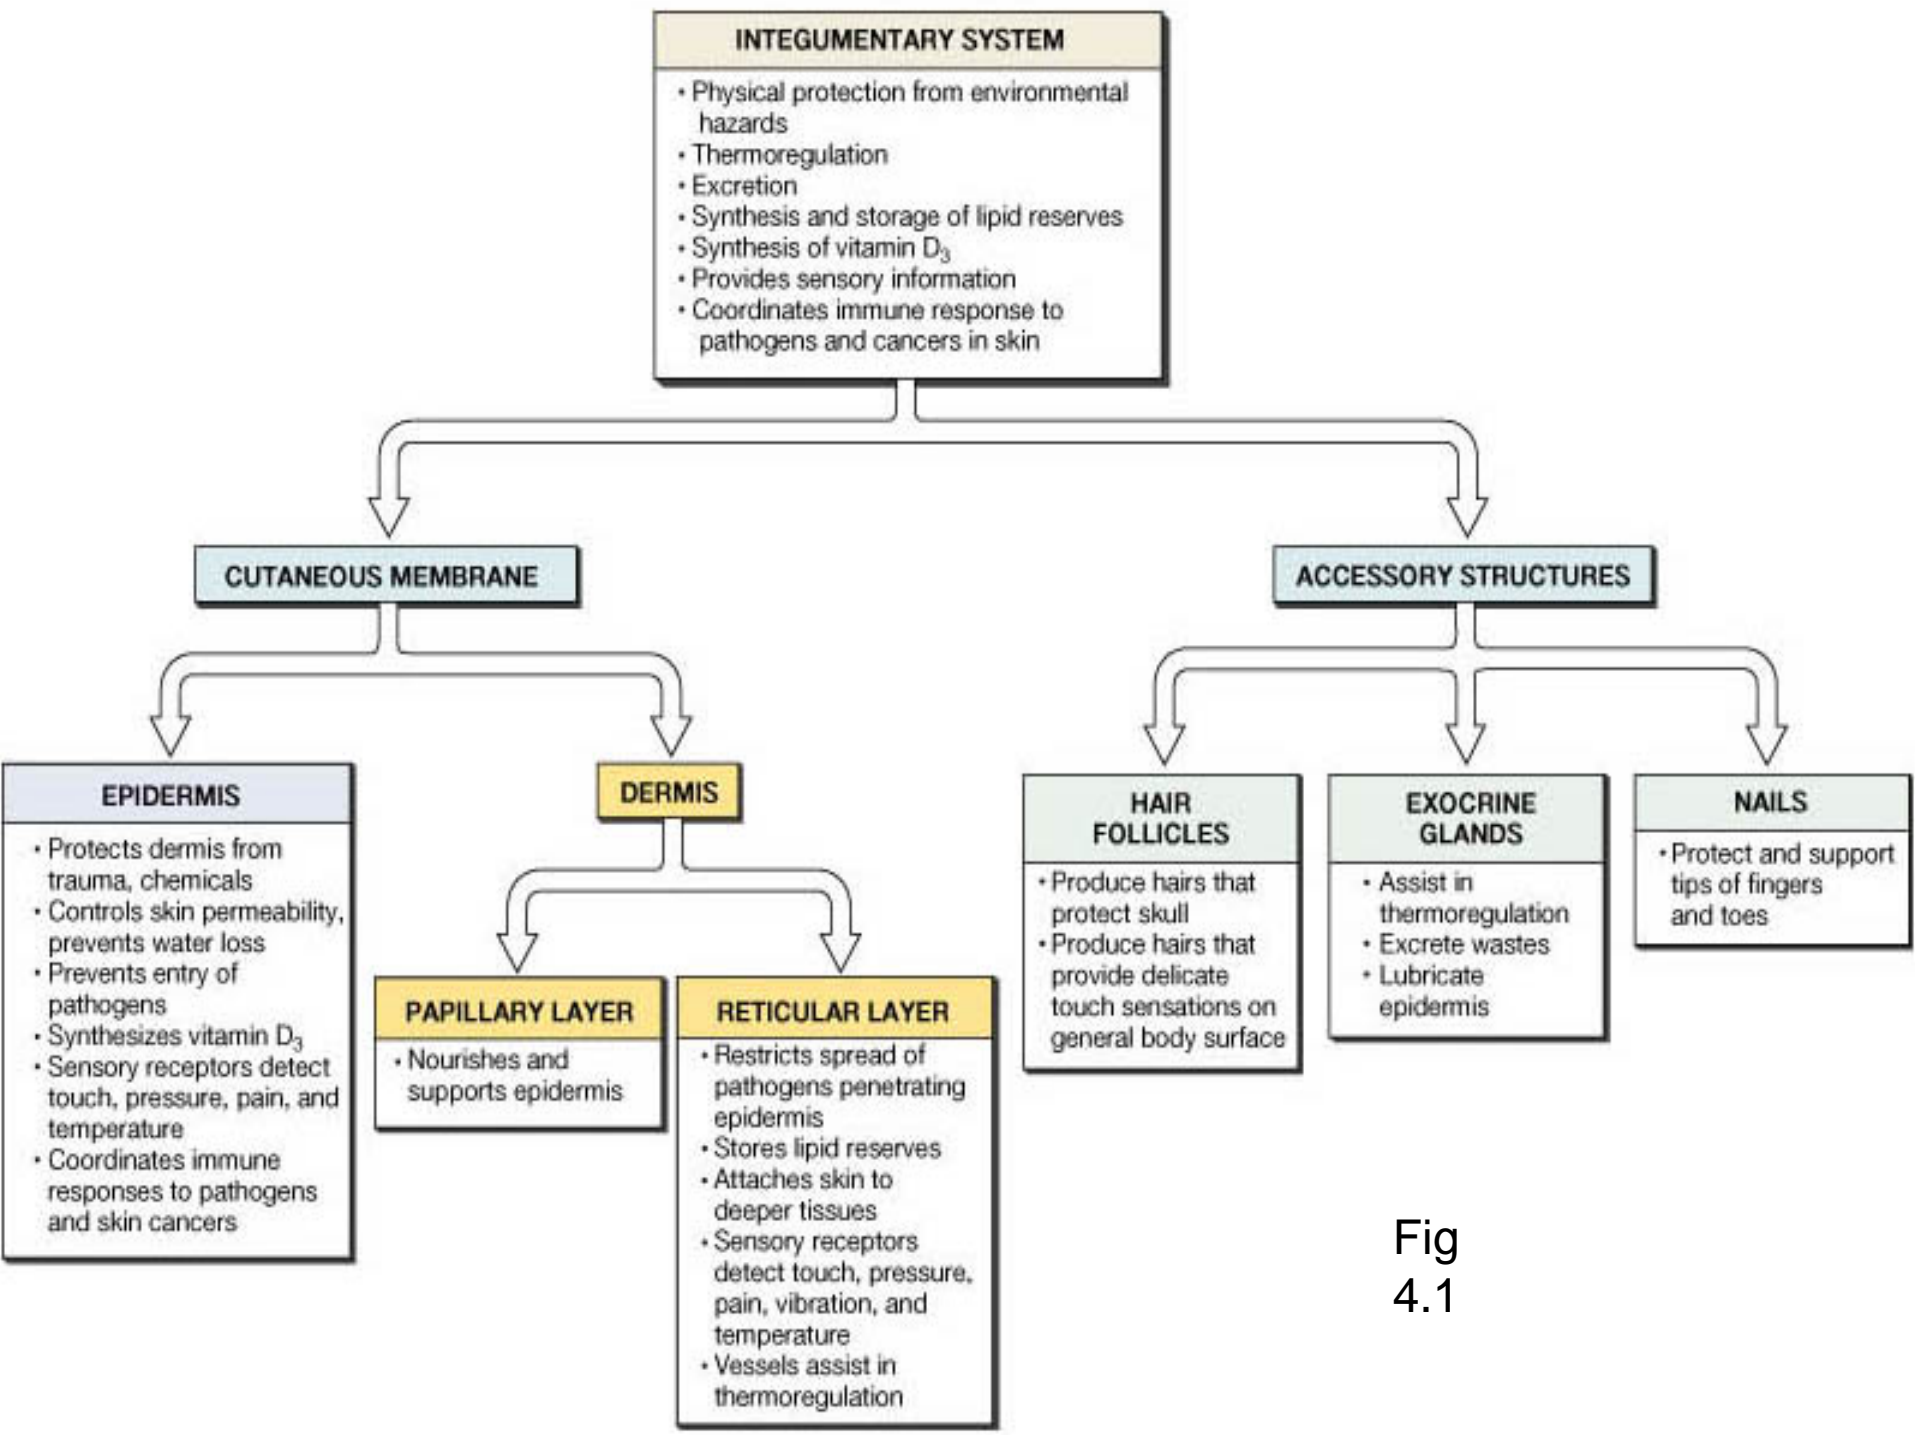 INTEGUMENTARY SYSTEM
• Physical protection from environmental
hazards
• Thermoregulation
• Excretion
• Synthesis and storage of lipid reserves
• Synthesis of vitamin D₃
• Provides sensory information
• Coordinates immune response to
pathogens and cancers in skin
CUTANEOUS MEMBRANE
ACCESSORY STRUCTURES
EPIDERMIS
• Protects dermis from
trauma, chemicals
• Controls skin permeability,
prevents water loss
• Prevents entry of
pathogens
• Synthesizes vitamin D₃
• Sensory receptors detect
touch, pressure, pain, and
temperature
• Coordinates immune
responses to pathogens
and skin cancers
DERMIS
PAPILLARY LAYER
• Nourishes and
supports epidermis
RETICULAR LAYER
• Restricts spread of
pathogens penetrating
epidermis
• Stores lipid reserves
• Attaches skin to
deeper tissues
• Sensory receptors
detect touch, pressure,
pain, vibration, and
temperature
• Vessels assist in
thermoregulation
HAIR
FOLLICLES
• Produce hairs that
protect skull
• Produce hairs that
provide delicate
touch sensations on
general body surface
EXOCRINE
GLANDS
• Assist in
thermoregulation
• Excrete wastes
• Lubricate
epidermis
NAILS
• Protect and support
tips of fingers
and toes
Fig
4.1